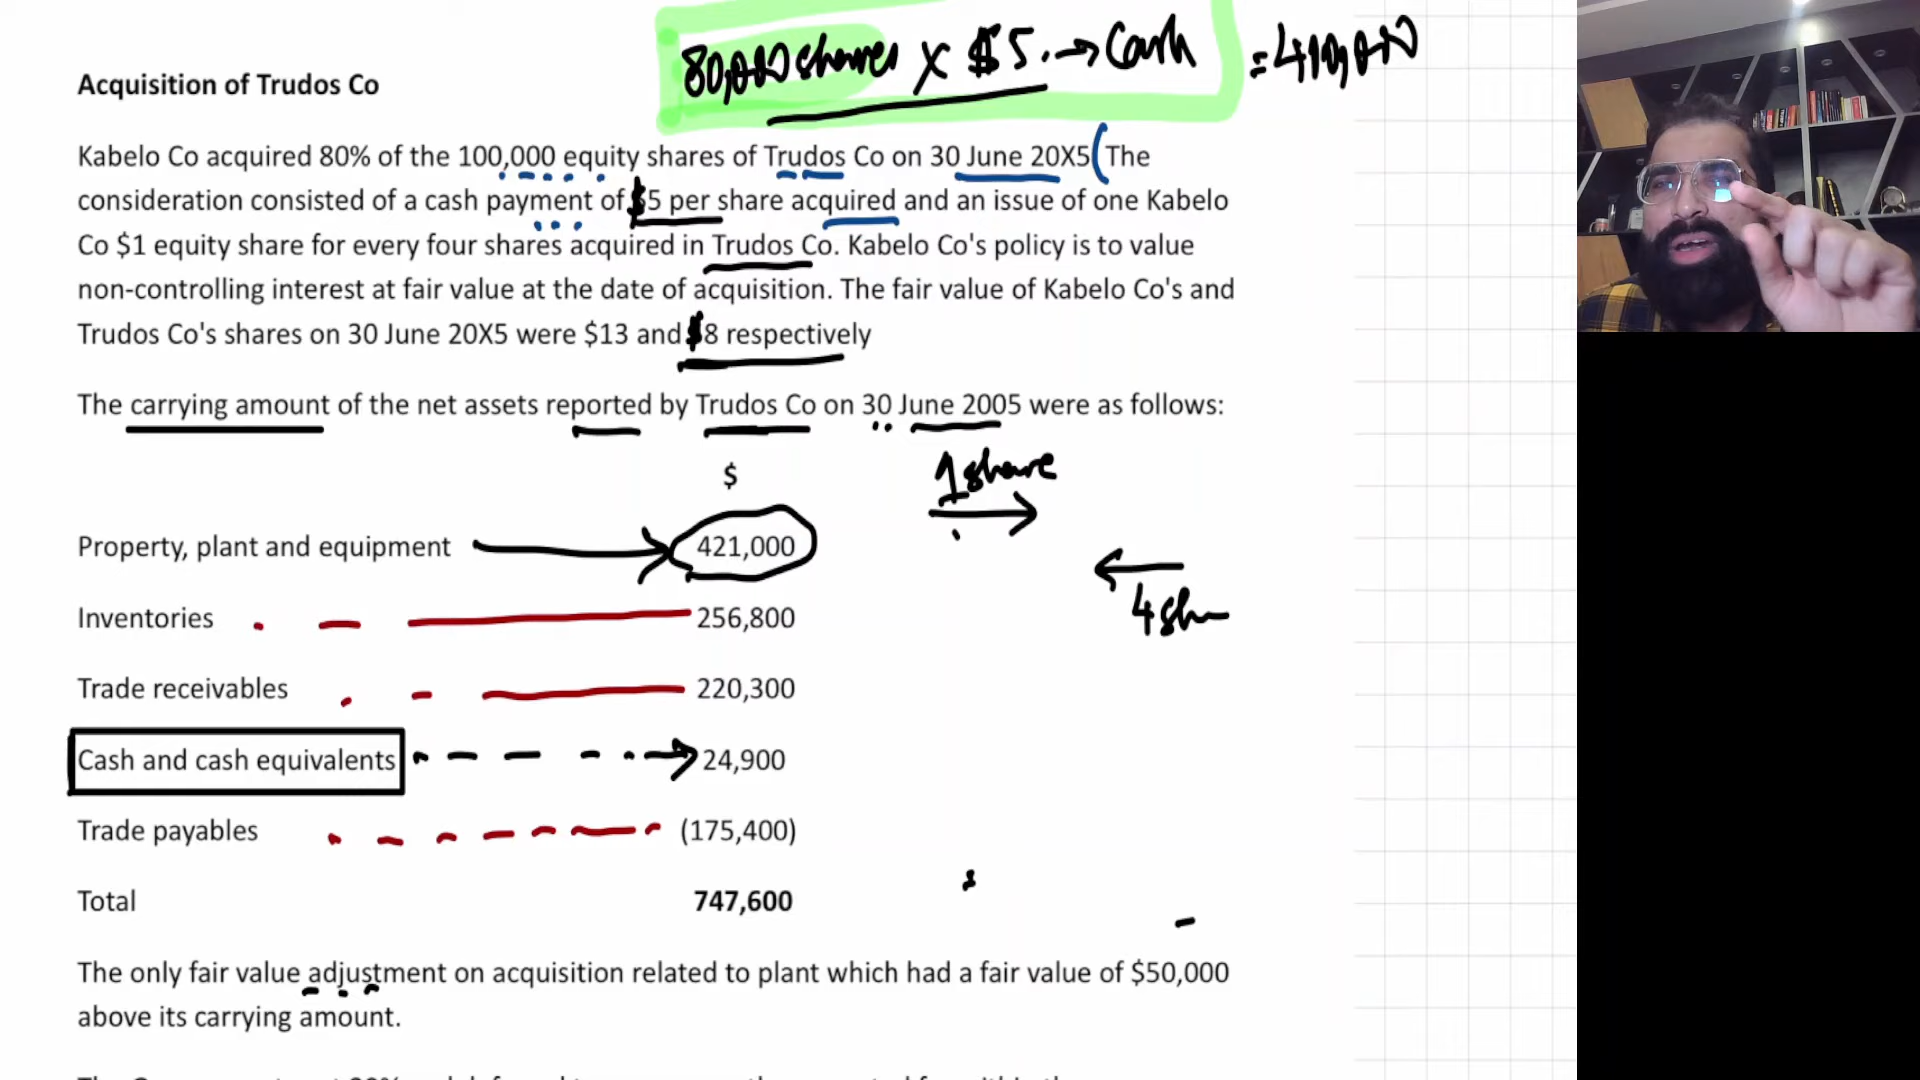 80,000 shares x $5. → Cash = 400,000
Acquisition of Trudos Co
Kabelo Co acquired 80% of the 100,000 equity shares of Trudos Co on 30 June 20X5 (The
consideration consisted of a cash payment of $5 per share acquired and an issue of one Kabelo
Co $1 equity share for every four shares acquired in Trudos Co. Kabelo Co's policy is to value
non-controlling interest at fair value at the date of acquisition. The fair value of Kabelo Co's and
Trudos Co's shares on 30 June 20X5 were $13 and $8 respectively
The carrying amount of the net assets reported by Trudos Co on 30 June 2005 were as follows:
$
1 share
Property, plant and equipment 421,000
4 sh
Inventories 256,800
Trade receivables 220,300
Cash and cash equivalents 24,900
Trade payables (175,400)
Total 747,600
The only fair value adjustment on acquisition related to plant which had a fair value of $50,000
above its carrying amount.